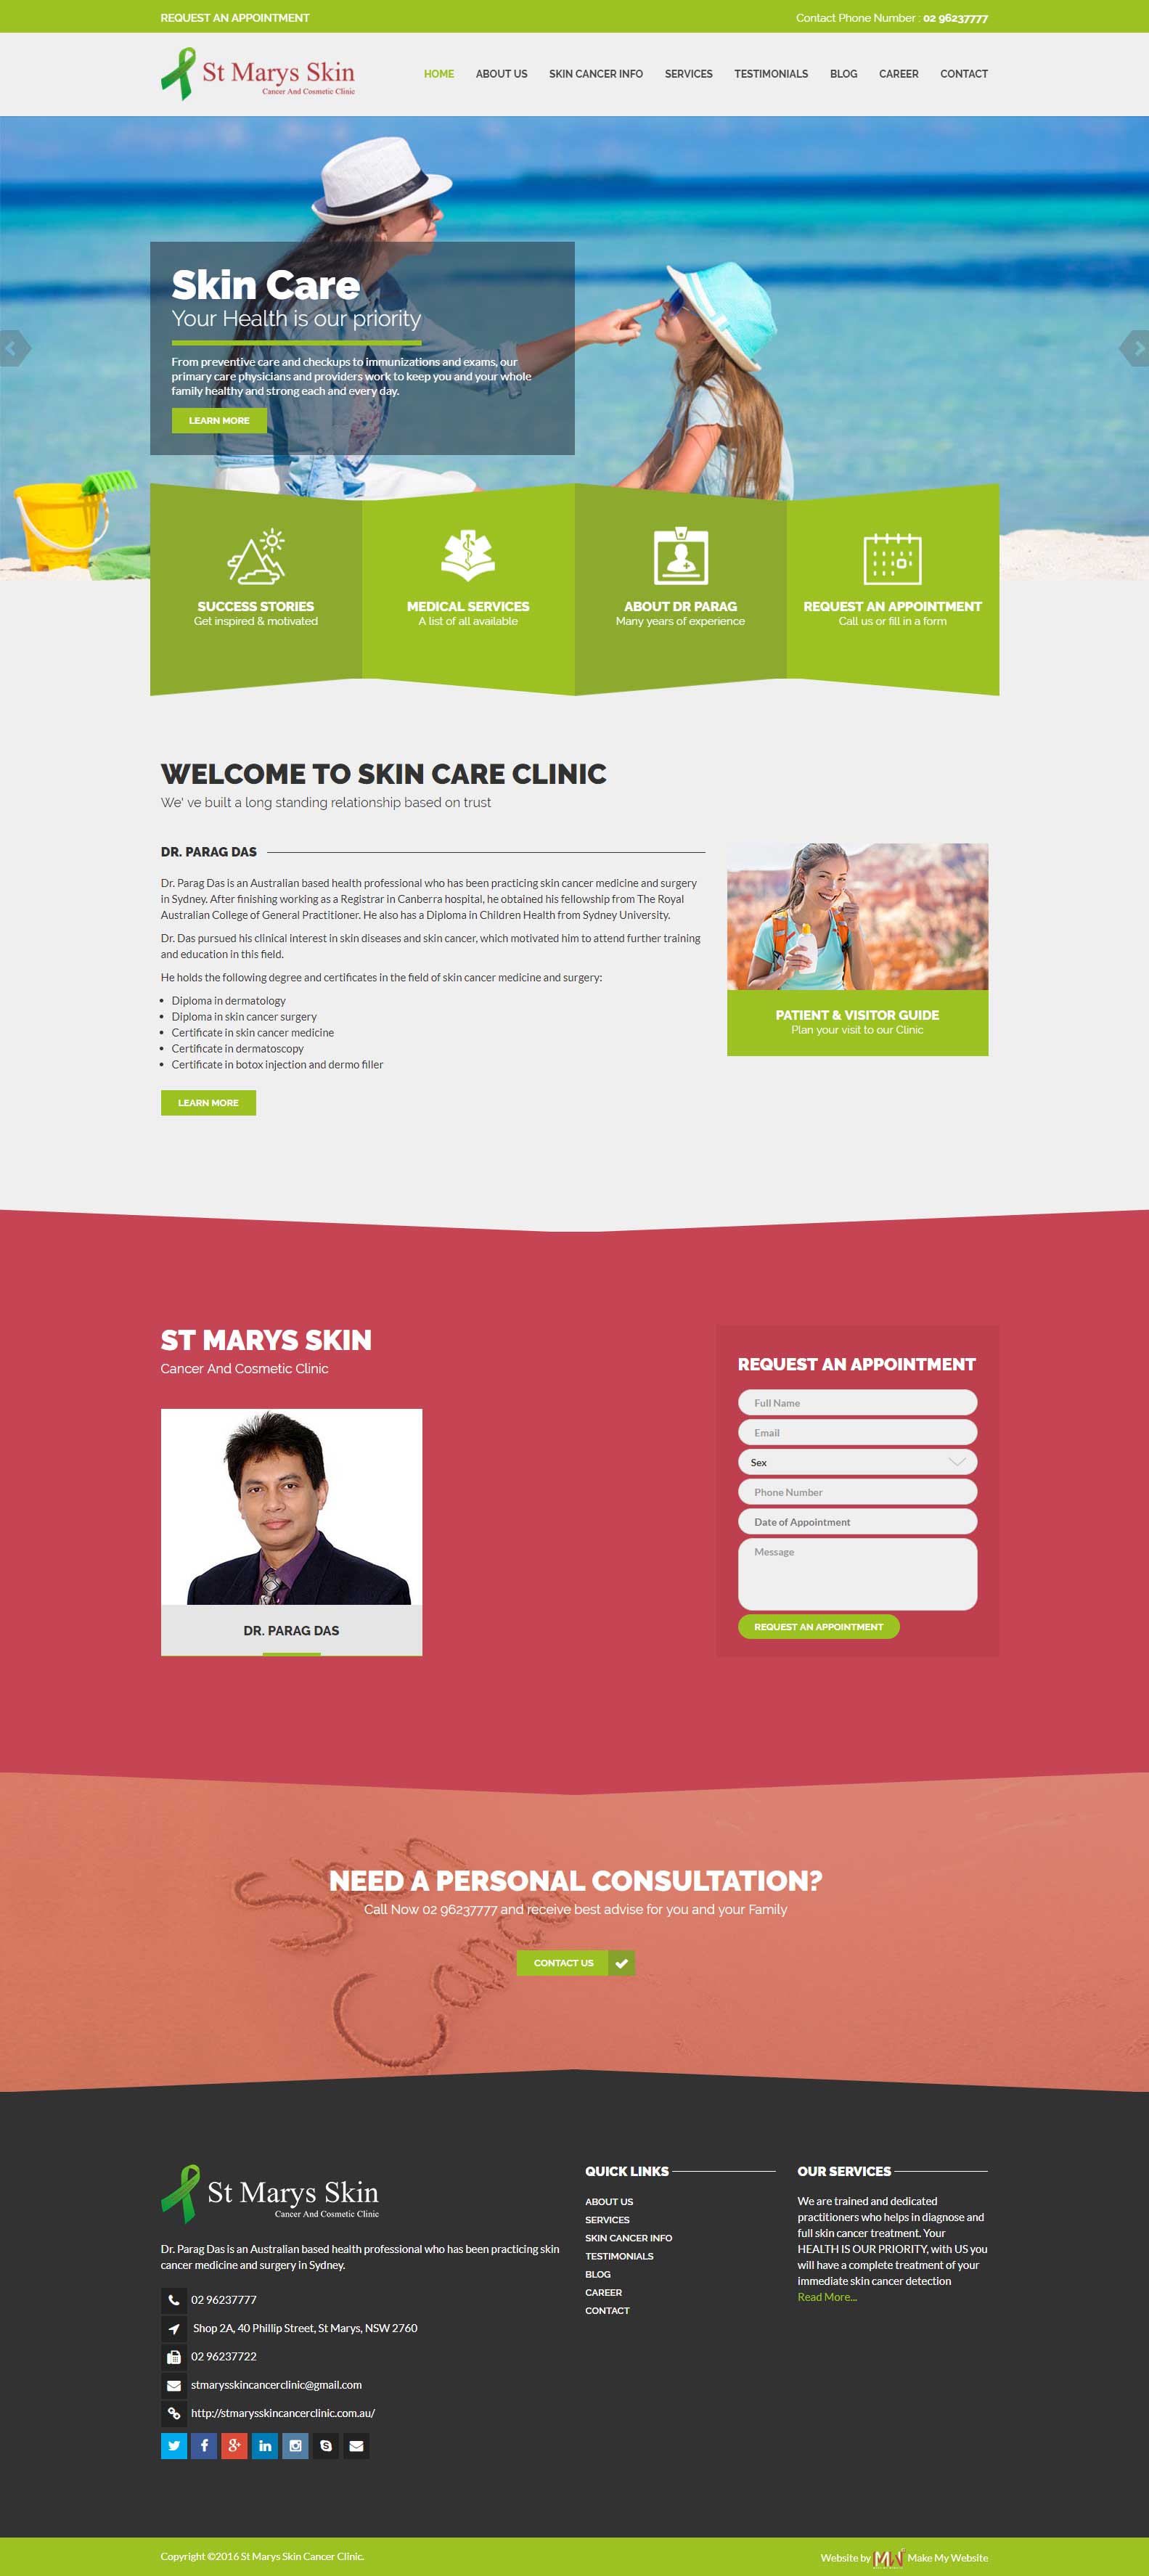 REQUEST AN APPOINTMENT
Contact Phone Number : 02 96237777
St Marys Skin
Cancer And Cosmetic Clinic
HOME
ABOUT US
SKIN CANCER INFO
SERVICES
TESTIMONIALS
BLOG
CAREER
CONTACT
Skin Care
Your Health is our priority
From preventive care and checkups to immunizations and exams, our
primary care physicians and providers work to keep you and your whole
family healthy and strong each and every day.
LEARN MORE
SUCCESS STORIES
Get inspired & motivated
MEDICAL SERVICES
A list of all available
ABOUT DR PARAG
Many years of experience
REQUEST AN APPOINTMENT
Call us or fill in a form
WELCOME TO SKIN CARE CLINIC
We' ve built a long standing relationship based on trust
DR. PARAG DAS
Dr. Parag Das is an Australian based health professional who has been practicing skin cancer medicine and surgery
in Sydney. After finishing working as a Registrar in Canberra hospital, he obtained his fellowship from The Royal
Australian College of General Practitioner. He also has a Diploma in Children Health from Sydney University.
Dr. Das pursued his clinical interest in skin diseases and skin cancer, which motivated him to attend further training
and education in this field.
He holds the following degree and certificates in the field of skin cancer medicine and surgery:
• Diploma in dermatology
• Diploma in skin cancer surgery
• Certificate in skin cancer medicine
• Certificate in dermatoscopy
• Certificate in botox injection and dermo filler
LEARN MORE
PATIENT & VISITOR GUIDE
Plan your visit to our Clinic
ST MARYS SKIN
Cancer And Cosmetic Clinic
DR. PARAG DAS
REQUEST AN APPOINTMENT
Full Name
Email
Sex
Phone Number
Date of Appointment
Message
REQUEST AN APPOINTMENT
Skin
Cancer
NEED A PERSONAL CONSULTATION?
Call Now 02 96237777 and receive best advise for you and your Family
CONTACT US
St Marys Skin
Cancer And Cosmetic Clinic
Dr. Parag Das is an Australian based health professional who has been practicing skin
cancer medicine and surgery in Sydney.
02 96237777
Shop 2A, 40 Phillip Street, St Marys, NSW 2760
02 96237722
stmarysskincancerclinic@gmail.com
http://stmarysskincancerclinic.com.au/
QUICK LINKS
ABOUT US
SERVICES
SKIN CANCER INFO
TESTIMONIALS
BLOG
CAREER
CONTACT
OUR SERVICES
We are trained and dedicated
practitioners who helps in diagnose and
full skin cancer treatment. Your
HEALTH IS OUR PRIORITY, with US you
will have a complete treatment of your
immediate skin cancer detection
Read More...
Copyright ©2016 St Marys Skin Cancer Clinic.
Website by MW Make My Website